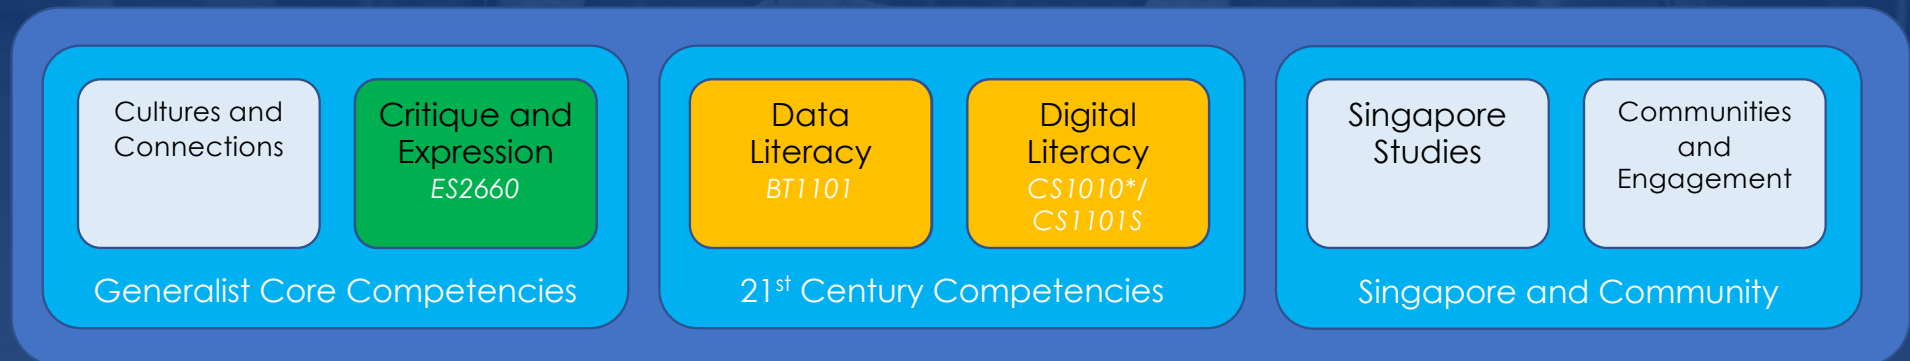 Cultures and
Connections
Critique and
Expression
ES2660
Generalist Core Competencies
Data
Literacy
BT1101
Digital
Literacy
CS1010*/
CS1101S
21st Century Competencies
Singapore
Studies
Communities
and
Engagement
Singapore and Community